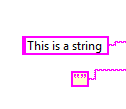 This is a string